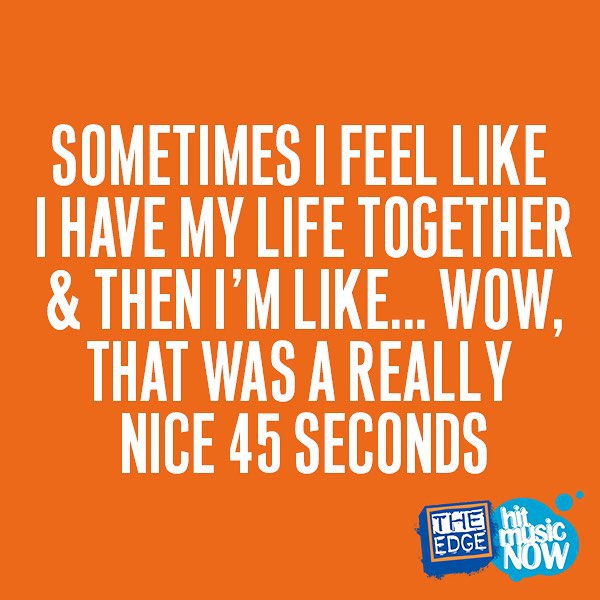 SOMETIMES I FEEL LIKE
I HAVE MY LIFE TOGETHER
& THEN I'M LIKE... WOW,
THAT WAS A REALLY
NICE 45 SECONDS
THE
EDGE
hit
music
NOW